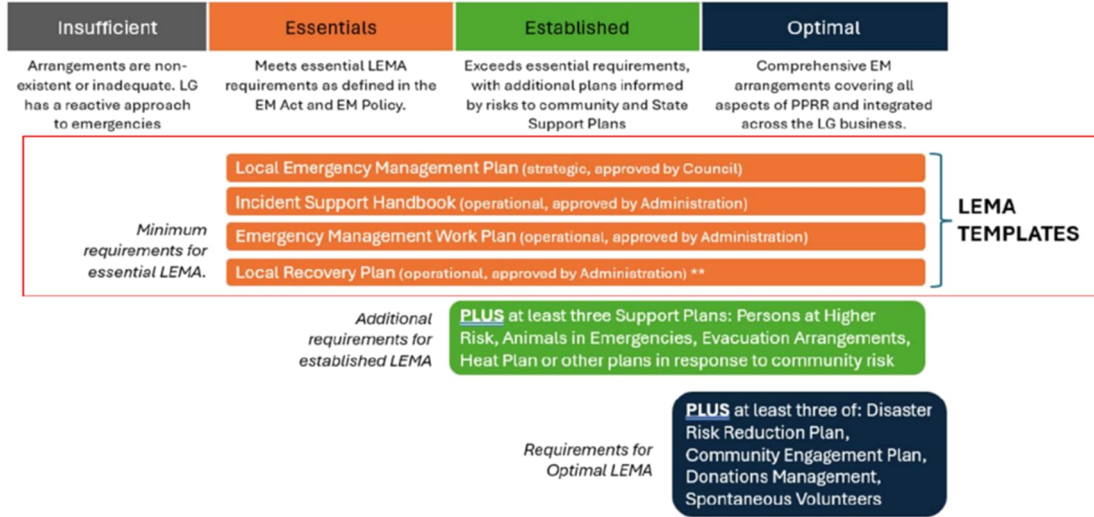 Insufficient
Essentials
Established
Optimal
Arrangements are non-
existent or inadequate. LG
has a reactive approach
to emergencies
Meets essential LEMA
requirements as defined in the
EM Act and EM Policy.
Exceeds essential requirements,
with additional plans informed
by risks to community and State
Support Plans
Comprehensive EM
arrangements covering all
aspects of PPRR and integrated
across the LG business.
Minimum
requirements for
essential LEMA.
Local Emergency Management Plan (strategic, approved by Council)
Incident Support Handbook (operational, approved by Administration)
Emergency Management Work Plan (operational, approved by Administration)
Local Recovery Plan (operational, approved by Administration) **
LEMA
TEMPLATES
Additional
requirements for
established LEMA
PLUS at least three Support Plans: Persons at Higher
Risk, Animals in Emergencies, Evacuation Arrangements,
Heat Plan or other plans in response to community risk
Requirements for
Optimal LEMA
PLUS at least three of: Disaster
Risk Reduction Plan,
Community Engagement Plan,
Donations Management,
Spontaneous Volunteers